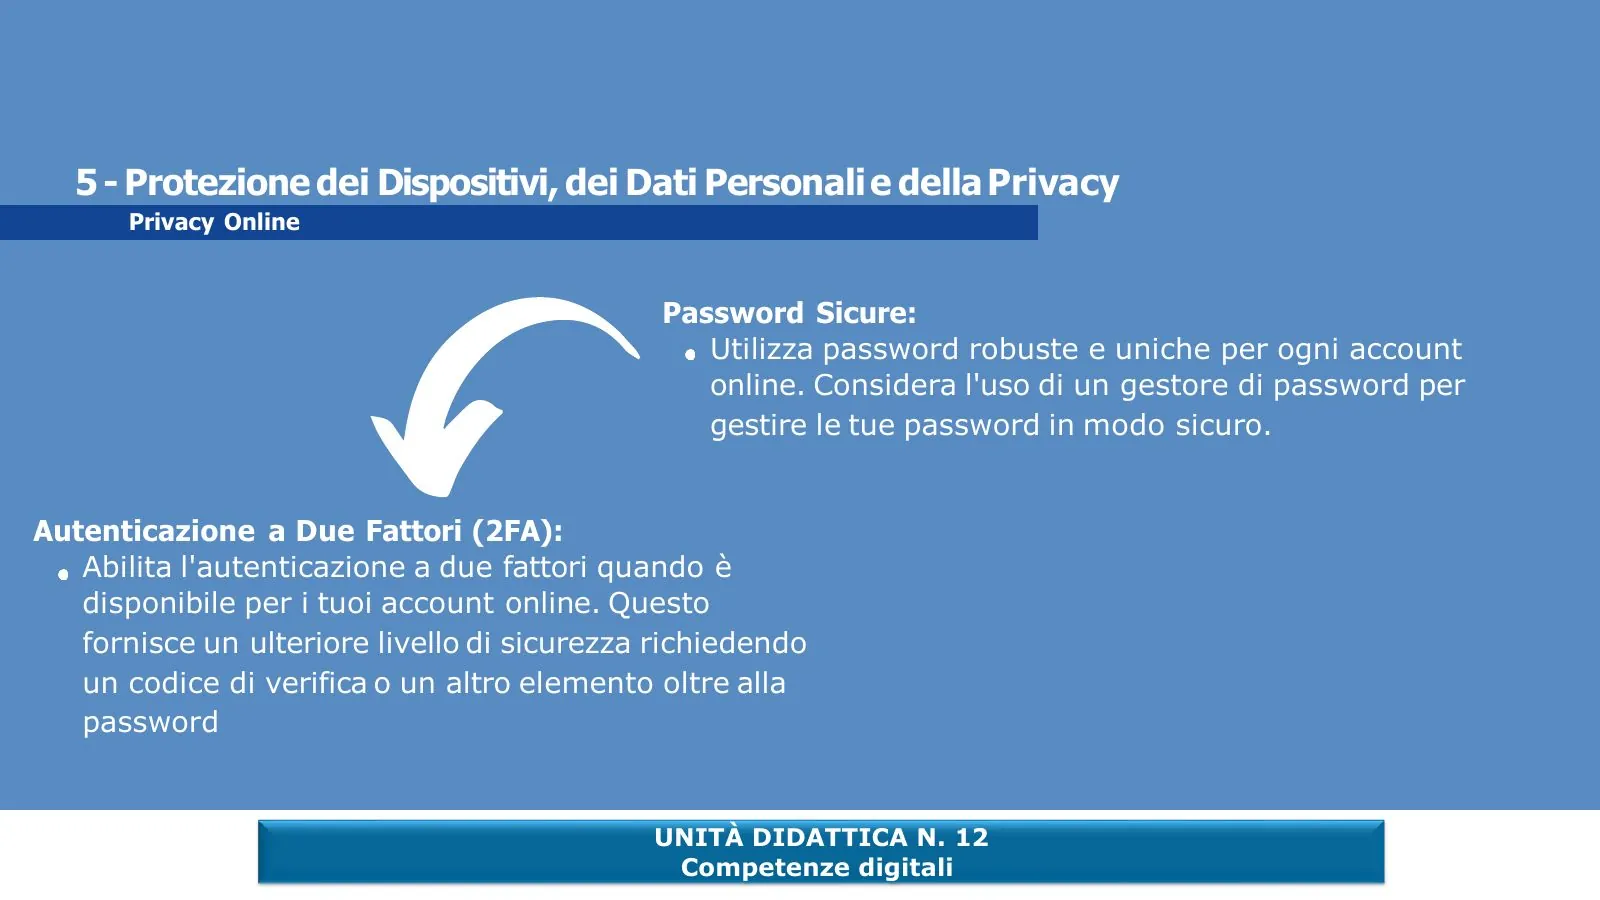 5 - Protezione dei Dispositivi, dei Dati Personali e della Privacy
Privacy Online
Password Sicure:
• Utilizza password robuste e uniche per ogni account
online. Considera l'uso di un gestore di password per
gestire le tue password in modo sicuro.
Autenticazione a Due Fattori (2FA):
• Abilita l'autenticazione a due fattori quando è
disponibile per i tuoi account online. Questo
fornisce un ulteriore livello di sicurezza richiedendo
un codice di verifica o un altro elemento oltre alla
password
UNITÀ DIDATTICA N. 12
Competenze digitali